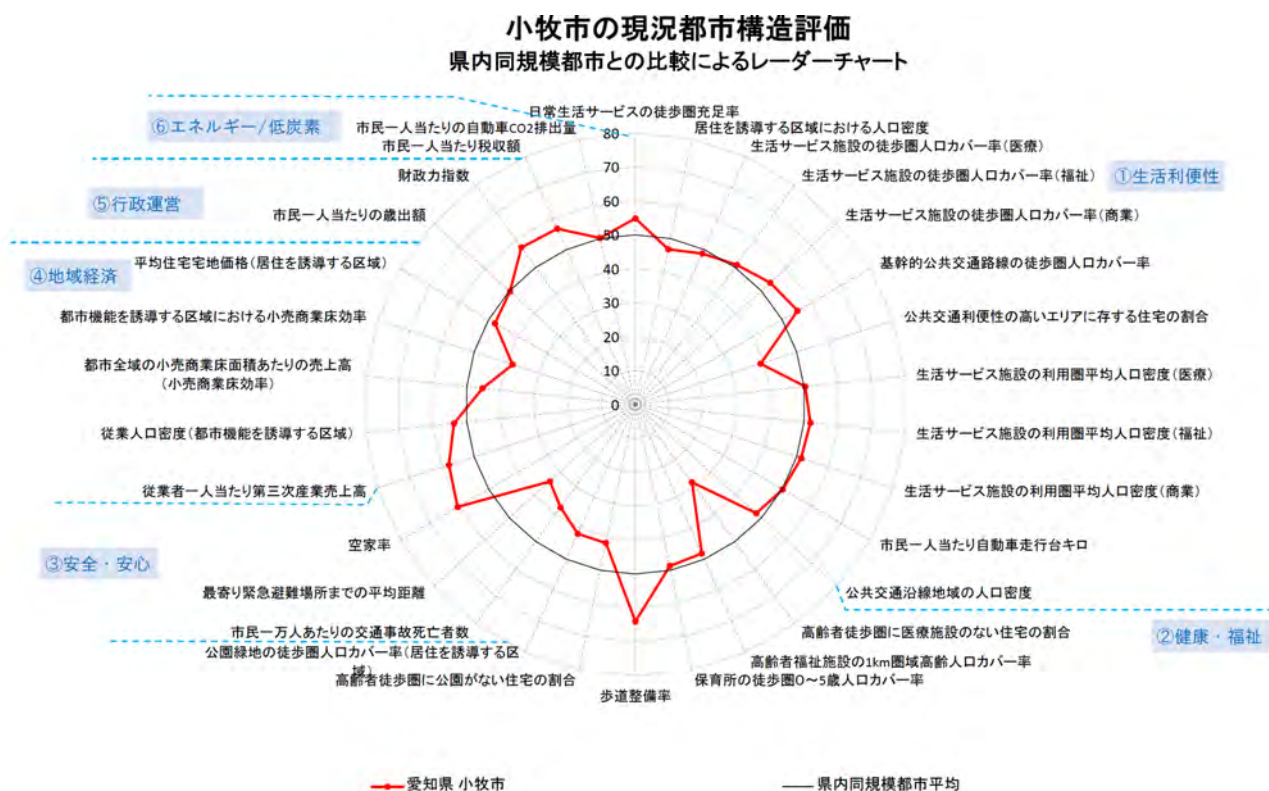 小牧市の現況都市構造評価
県内同規模都市との比較によるレーダーチャート
⑥エネルギー/低炭素
⑤行政運営
④地域経済
③安全・安心
①生活利便性
②健康・福祉
日常生活サービスの徒歩圏充足率
居住を誘導する区域における人口密度
生活サービス施設の徒歩圏人口カバー率(医療)
生活サービス施設の徒歩圏人口カバー率(福祉)
生活サービス施設の徒歩圏人口カバー率(商業)
基幹的公共交通路線の徒歩圏人口カバー率
公共交通利便性の高いエリアに存する住宅の割合
生活サービス施設の利用圏平均人口密度(医療)
生活サービス施設の利用圏平均人口密度(福祉)
生活サービス施設の利用圏平均人口密度(商業)
市民一人当たり自動車走行台キロ
公共交通沿線地域の人口密度
高齢者徒歩圏に医療施設のない住宅の割合
高齢者福祉施設の1km圏域高齢人口カバー率
保育所の徒歩圏0~5歳人口カバー率
歩道整備率
高齢者徒歩圏に公園がない住宅の割合
公園緑地の徒歩圏人口カバー率(居住を誘導する区
域)
市民一万人あたりの交通事故死亡者数
最寄り緊急避難場所までの平均距離
空家率
従業者一人当たり第三次産業売上高
従業人口密度(都市機能を誘導する区域)
都市全域の小売商業床面積あたりの売上高
(小売商業床効率)
都市機能を誘導する区域における小売商業床効率
平均住宅宅地価格(居住を誘導する区域)
市民一人当たりの歳出額
財政力指数
市民一人当たり税収額
市民一人当たりの自動車CO2排出量
80
70
60
50
40
30
20
10
0
愛知県 小牧市
県内同規模都市平均